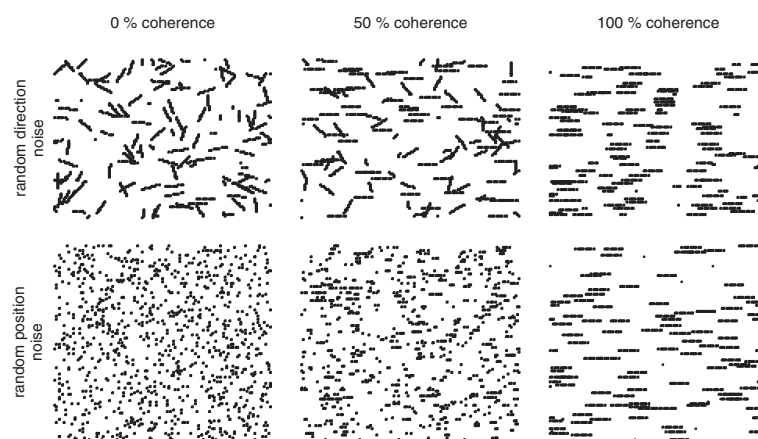 0 % coherence
50 % coherence
100 % coherence
random direction
noise
random position
noise